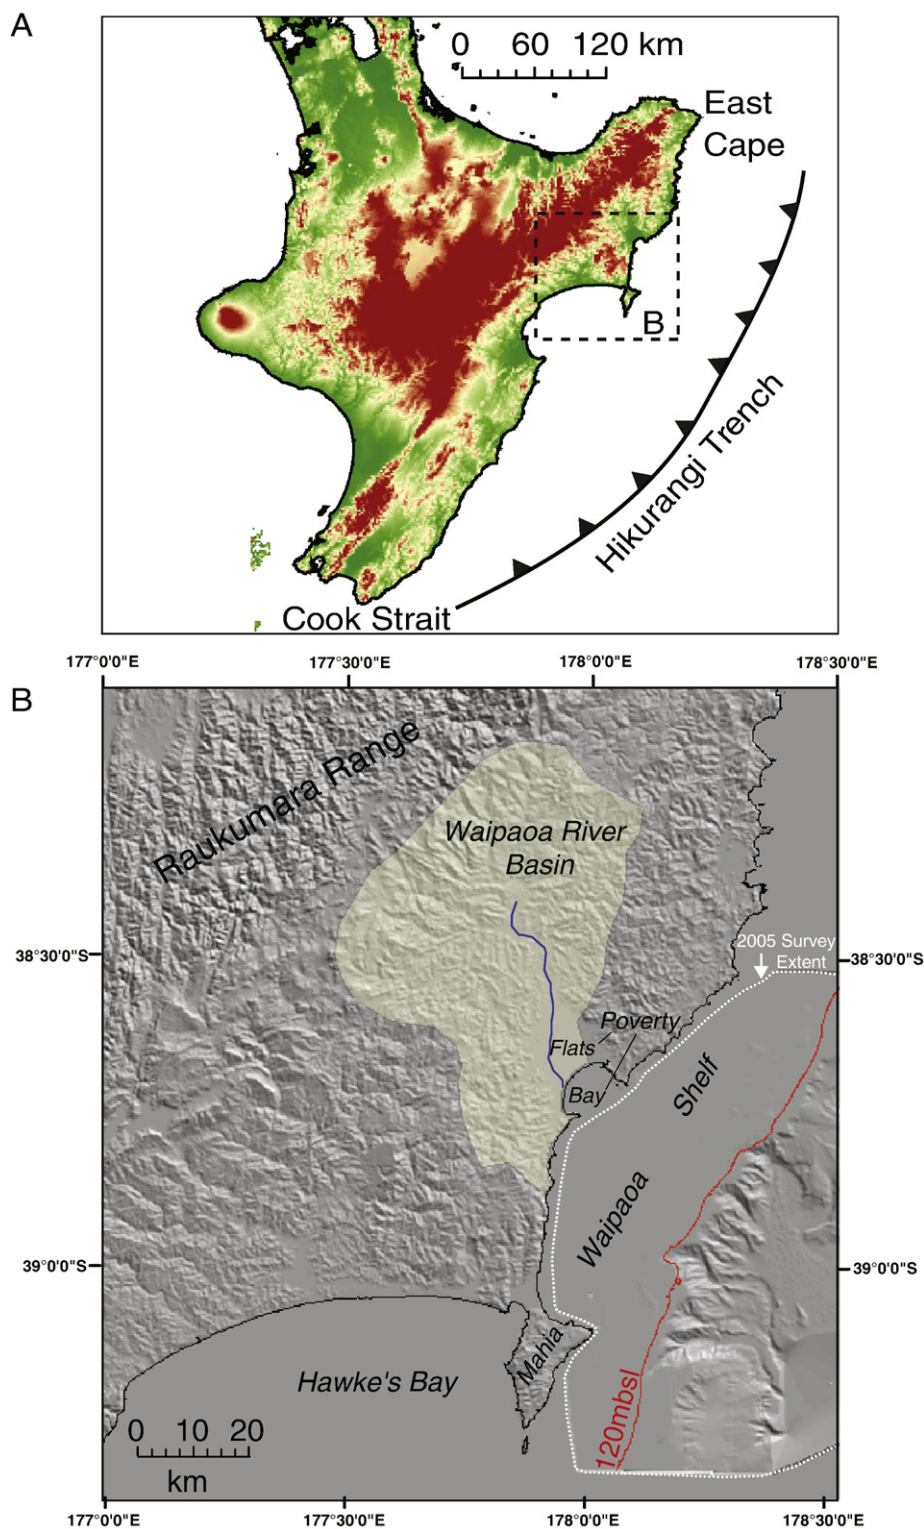 A
0 60 120 km
East
Cape
B
Hikurangi Trench
Cook Strait
177°0'0"E 177°30'0"E 178°0'0"E 178°30'0"E
B
Raukumara Range
Waipaoa River
Basin
2005 Survey
Extent
38°30'0"S
38°30'0"S
Poverty
Flats
Bay
Shelf
Waipaoa
39°0'0"S
39°0'0"S
Mahia
Hawke's Bay
120mbsl
0 10 20
km
177°0'0"E 177°30'0"E 178°0'0"E 178°30'0"E